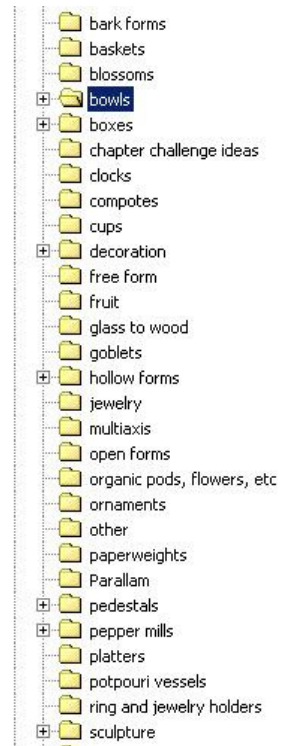 bark forms
baskets
blossoms
bowls
boxes
chapter challenge ideas
clocks
compotes
cups
decoration
free form
fruit
glass to wood
goblets
hollow forms
jewelry
multiaxis
open forms
organic pods, flowers, etc
ornaments
other
paperweights
Parallam
pedestals
pepper mills
platters
potpouri vessels
ring and jewelry holders
sculpture